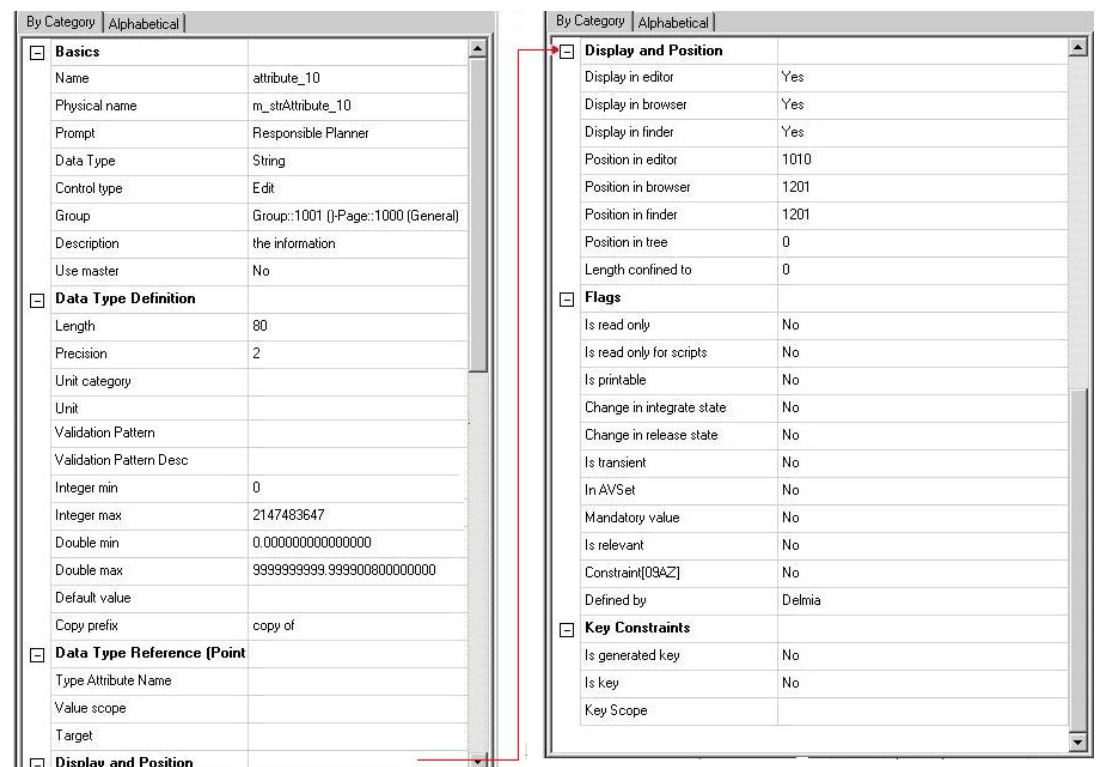 By Category Alphabetical
Basics
Name attribute_10
Physical name m_strAttribute_10
Prompt Responsible Planner
Data Type String
Control type Edit
Group Group::1001 ()-Page::1000 (General)
Description the information
Use master No
Data Type Definition
Length 80
Precision 2
Unit category
Unit
Validation Pattern
Validation Pattern Desc
Integer min 0
Integer max 2147483647
Double min 0.000000000000000
Double max 9999999999.999900800000000
Default value
Copy prefix copy of
Data Type Reference (Point
Type Attribute Name
Value scope
Target
Display and Position
By Category Alphabetical
Display and Position
Display in editor Yes
Display in browser Yes
Display in finder Yes
Position in editor 1010
Position in browser 1201
Position in finder 1201
Position in tree 0
Length confined to 0
Flags
Is read only No
Is read only for scripts No
Is printable No
Change in integrate state No
Change in release state No
Is transient No
In AVSet No
Mandatory value No
Is relevant No
Constraint[09AZ] No
Defined by Delmia
Key Constraints
Is generated key No
Is key No
Key Scope